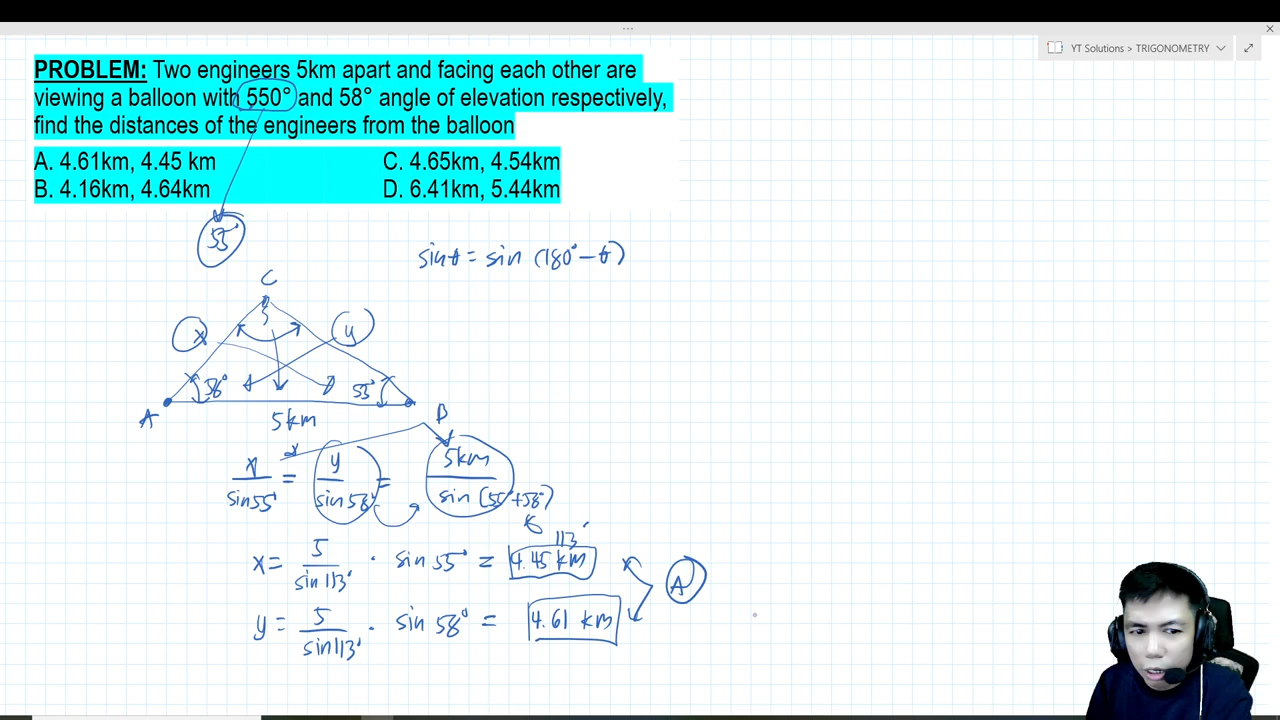 YT Solutions > TRIGONOMETRY
PROBLEM: Two engineers 5km apart and facing each other are
viewing a balloon with 550° and 58° angle of elevation respectively,
find the distances of the engineers from the balloon
A. 4.61km, 4.45 km C. 4.65km, 4.54km
B. 4.16km, 4.64km D. 6.41km, 5.44km
55°
sinθ = sin (180° - θ)
C
x y
58° 55°
A 5km B
x/sin55° = y/sin58° = 5km/sin (55°+58°)
113°
x = 5/sin113° · sin 55° = 4.45 km
A
y = 5/sin113° · sin 58° = 4.61 km